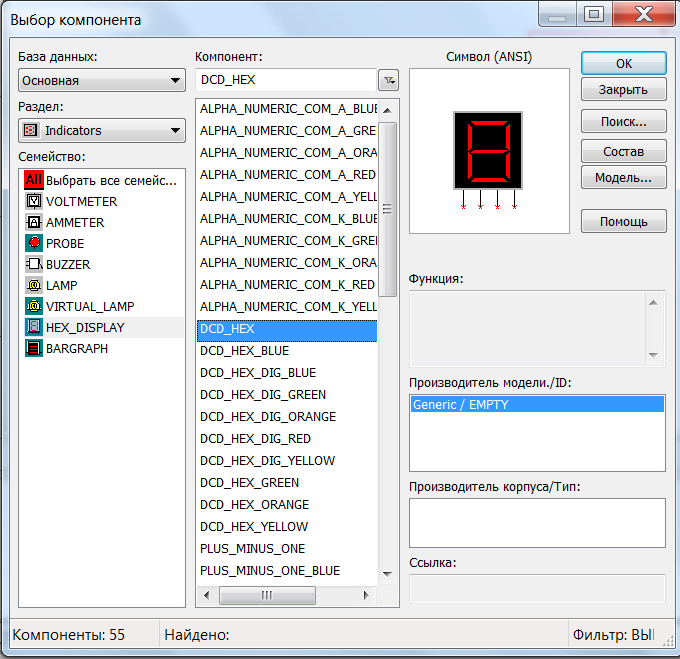 Выбор компонента
База данных:
Основная
Раздел:
Indicators
Семейство:
All Выбрать все семейс...
VOLTMETER
AMMETER
PROBE
BUZZER
LAMP
VIRTUAL_LAMP
HEX_DISPLAY
BARGRAPH
Компонент:
DCD_HEX
ALPHA_NUMERIC_COM_A_BLUE
ALPHA_NUMERIC_COM_A_GRE
ALPHA_NUMERIC_COM_A_ORA
ALPHA_NUMERIC_COM_A_RED
ALPHA_NUMERIC_COM_A_YELL
ALPHA_NUMERIC_COM_K_BLUE
ALPHA_NUMERIC_COM_K_GREE
ALPHA_NUMERIC_COM_K_ORA
ALPHA_NUMERIC_COM_K_RED
ALPHA_NUMERIC_COM_K_YELL
DCD_HEX
DCD_HEX_BLUE
DCD_HEX_DIG_BLUE
DCD_HEX_DIG_GREEN
DCD_HEX_DIG_ORANGE
DCD_HEX_DIG_RED
DCD_HEX_DIG_YELLOW
DCD_HEX_GREEN
DCD_HEX_ORANGE
DCD_HEX_YELLOW
PLUS_MINUS_ONE
PLUS_MINUS_ONE_BLUE
Символ (ANSI)
8
Функция:
Производитель модели./ID:
Generic / EMPTY
Производитель корпуса/Тип:
Ссылка:
OK
Закрыть
Поиск...
Состав
Модель...
Помощь
Компоненты: 55
Найдено:
Фильтр: ВЫ